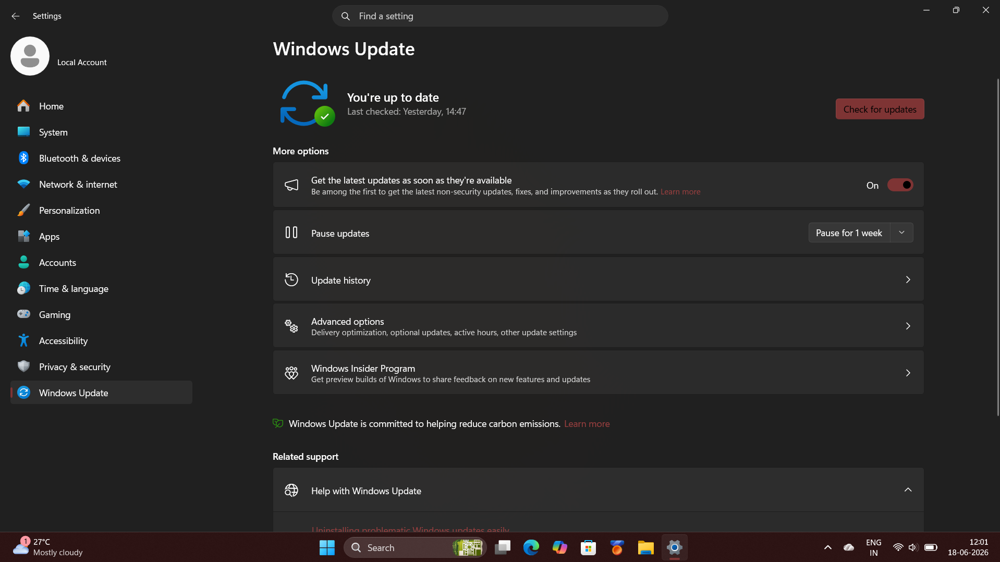 Settings
Find a setting
Local Account
Home
System
Bluetooth & devices
Network & internet
Personalization
Apps
Accounts
Time & language
Gaming
Accessibility
Privacy & security
Windows Update
Windows Update
You're up to date
Last checked: Yesterday, 14:47
Check for updates
More options
Get the latest updates as soon as they're available
Be among the first to get the latest non-security updates, fixes, and improvements as they roll out. Learn more
On
Pause updates
Pause for 1 week
Update history
Advanced options
Delivery optimization, optional updates, active hours, other update settings
Windows Insider Program
Get preview builds of Windows to share feedback on new features and updates
Windows Update is committed to helping reduce carbon emissions. Learn more
Related support
Help with Windows Update
Uninstalling problematic Windows updates easily
1
27°C
Mostly cloudy
Search
ENG
IN
12:01
18-06-2026